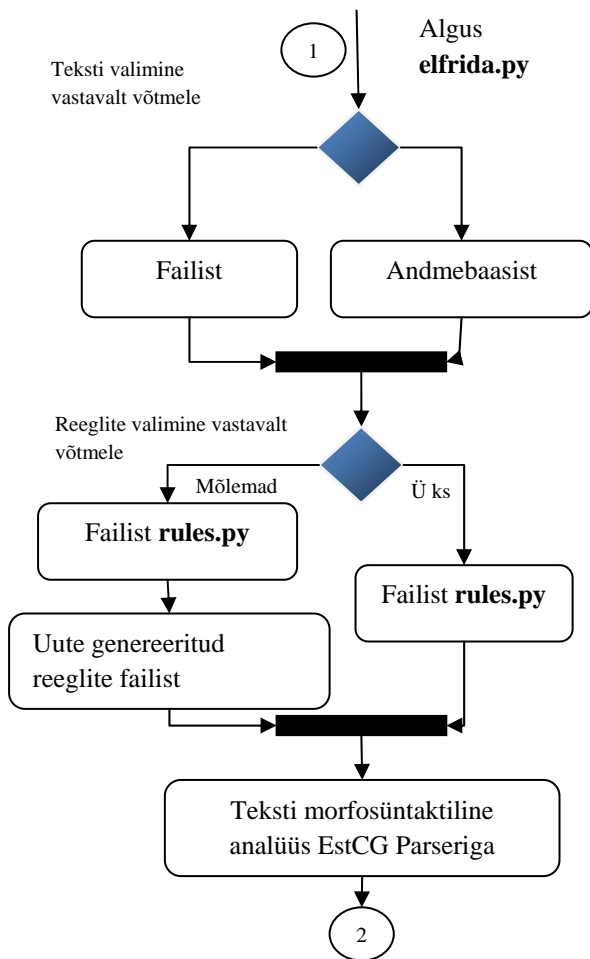 1
Algus
elfrida.py
Teksti valimine
vastavalt võtmele
Failist
Andmebaasist
Reeglite valimine vastavalt
võtmele
Mõlemad
Ü ks
Failist rules.py
Failist rules.py
Uute genereeritud
reeglite failist
Teksti morfosüntaktiline
analüüs EstCG Parseriga
2